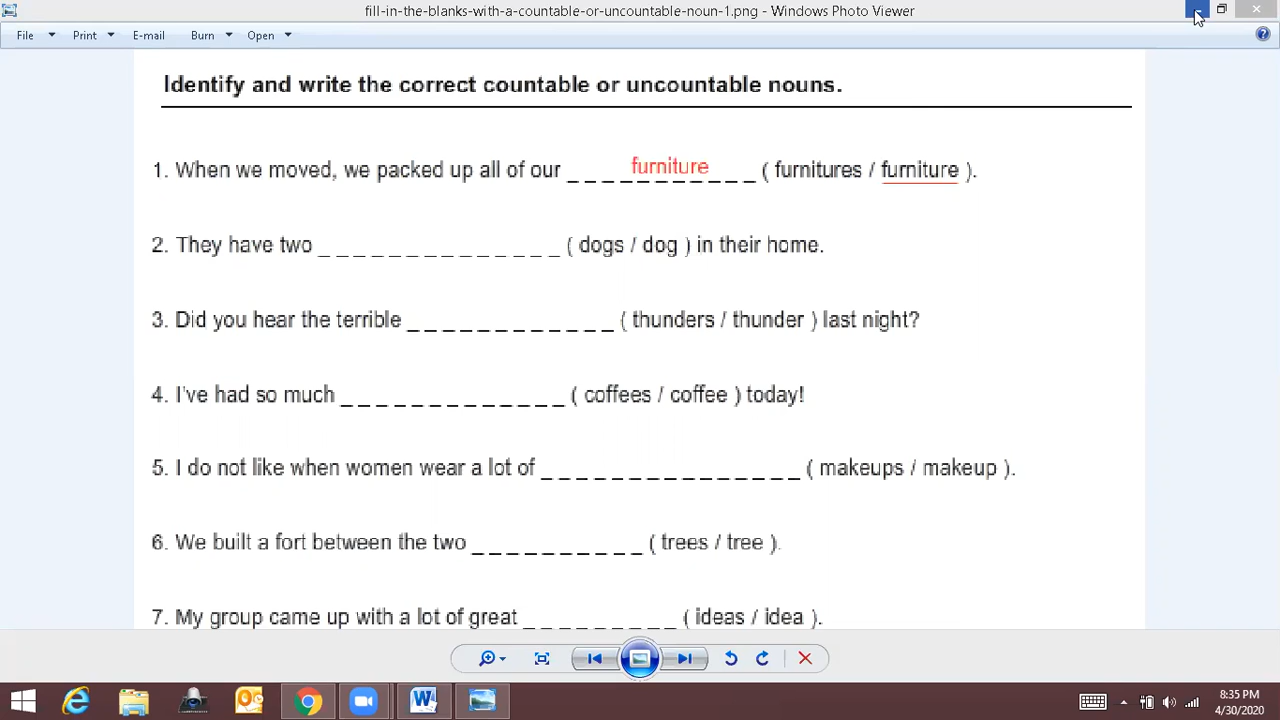 fill-in-the-blanks-with-a-countable-or-uncountable-noun-1.png - Windows Photo Viewer
File Print E-mail Burn Open
Identify and write the correct countable or uncountable nouns.
1. When we moved, we packed up all of our _ _ _ furniture _ _ _ ( furnitures / furniture ).
2. They have two _ _ _ _ _ _ _ _ _ _ _ _ _ _ ( dogs / dog ) in their home.
3. Did you hear the terrible _ _ _ _ _ _ _ _ _ _ _ _ ( thunders / thunder ) last night?
4. I've had so much _ _ _ _ _ _ _ _ _ _ _ _ _ ( coffees / coffee ) today!
5. I do not like when women wear a lot of _ _ _ _ _ _ _ _ _ _ _ _ _ _ _ ( makeups / makeup ).
6. We built a fort between the two _ _ _ _ _ _ _ _ _ _ ( trees / tree ).
7. My group came up with a lot of great _ _ _ _ _ _ _ _ _ ( ideas / idea ).
8:35 PM
4/30/2020